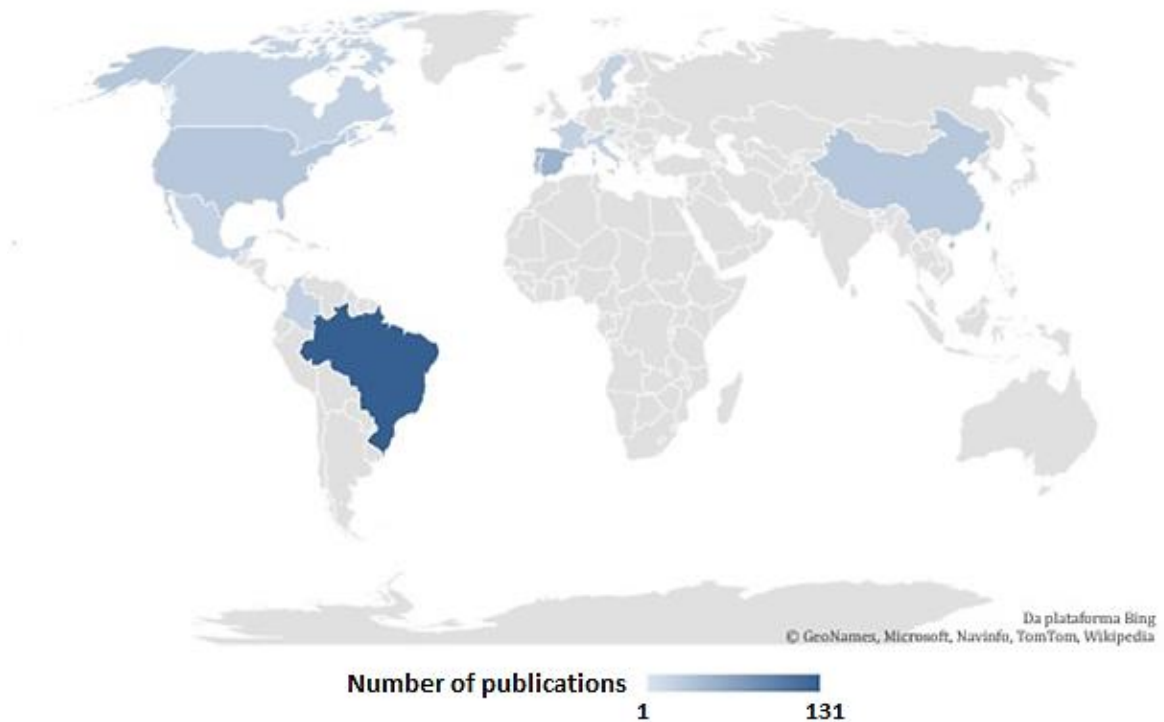 Da plataforma Bing
© GeoNames, Microsoft, Navinfo, TomTom, Wikipedia
Number of publications
1 131